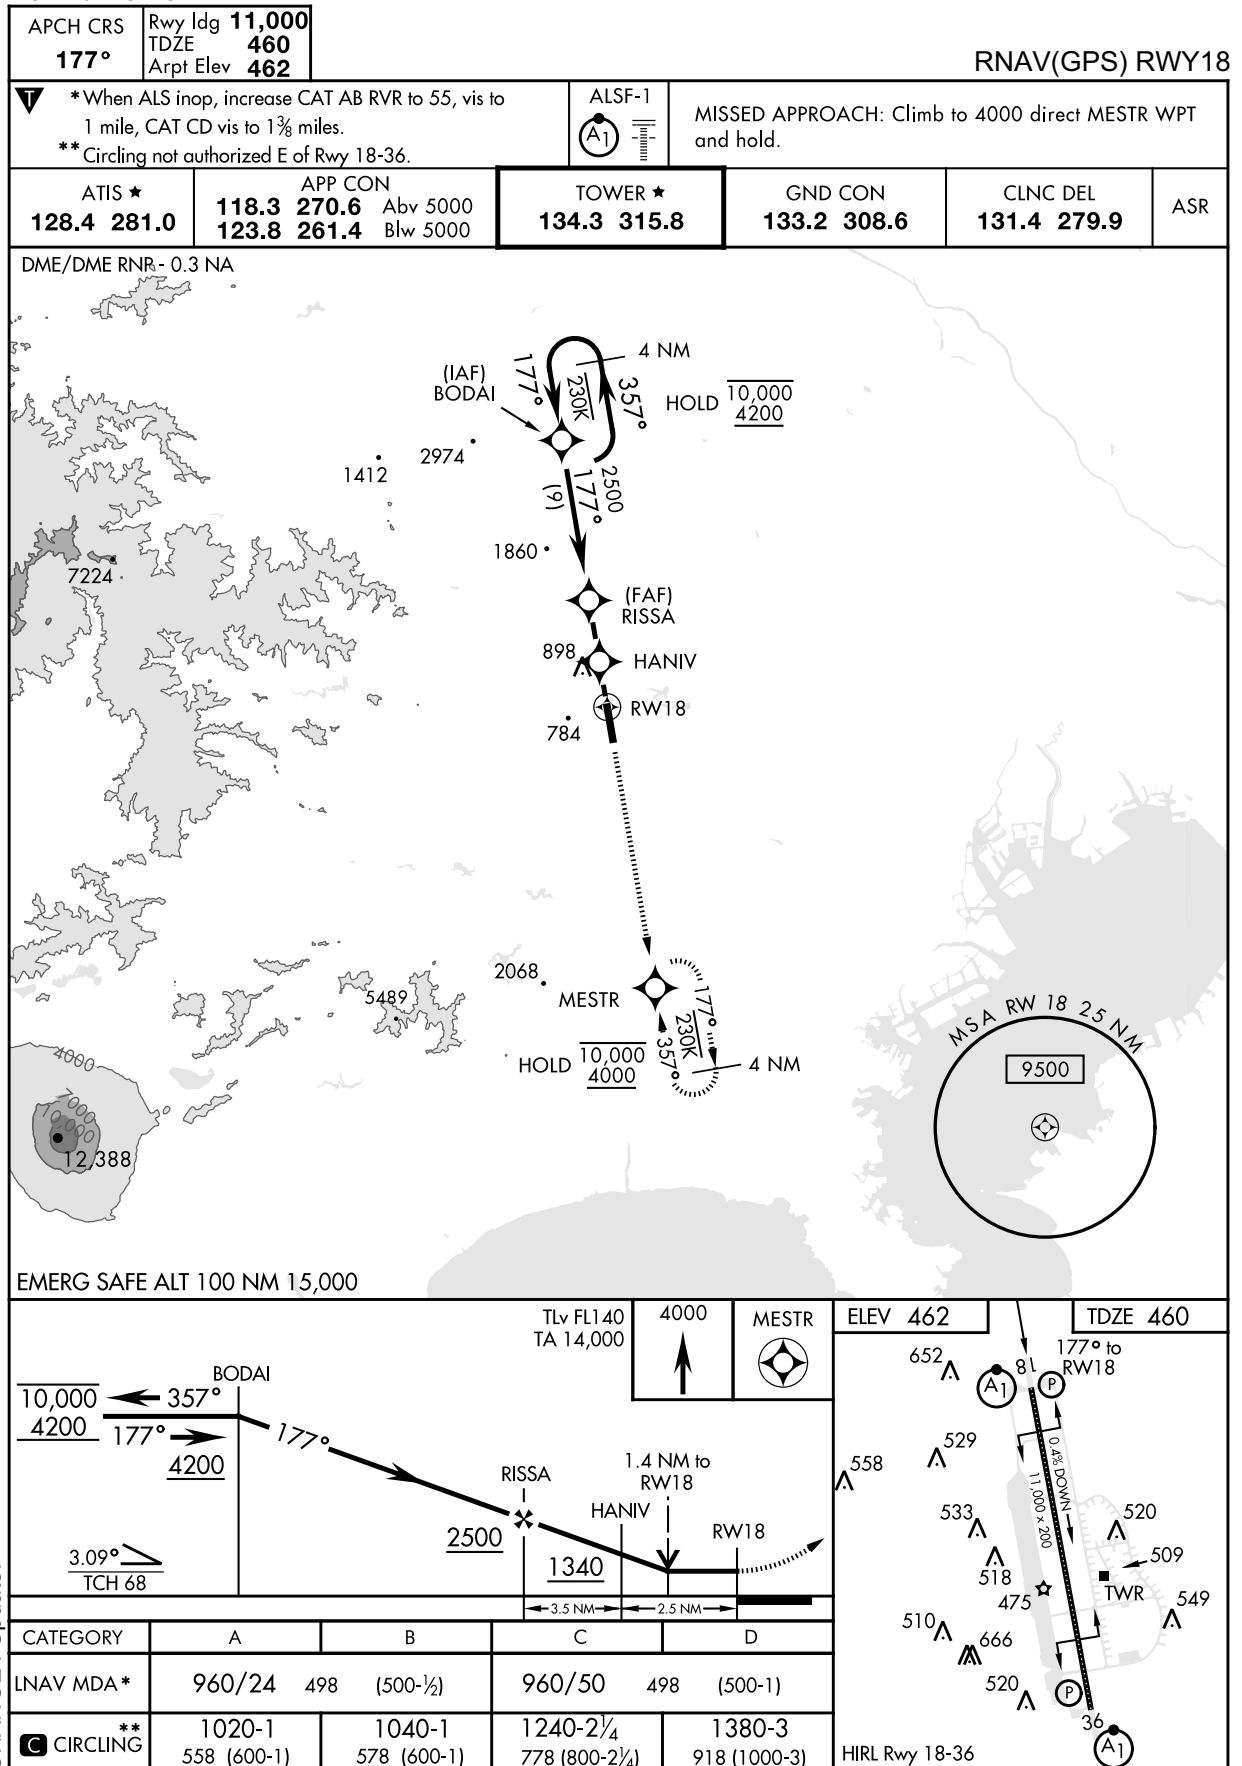 APCH CRS
177°
Rwy ldg 11,000
TDZE 460
Arpt Elev 462
RNAV(GPS) RWY18
T
* When ALS inop, increase CAT AB RVR to 55, vis to
1 mile, CAT CD vis to 1⅜ miles.
** Circling not authorized E of Rwy 18-36.
ALSF-1
A1
MISSED APPROACH: Climb to 4000 direct MESTR WPT
and hold.
ATIS ★
128.4 281.0
APP CON
118.3 270.6 Abv 5000
123.8 261.4 Blw 5000
TOWER ★
134.3 315.8
GND CON
133.2 308.6
CLNC DEL
131.4 279.9
ASR
DME/DME RNP - 0.3 NA
4 NM
(IAF)
BODAI
177°
230K
357°
HOLD 10,000
4200
2974
1412
2500
177°
(9)
1860
7224
(FAF)
RISSA
898
HANIV
RW18
784
2068
MESTR
5489
177°
230K
357°
HOLD 10,000
4000
4 NM
MSA RW 18 25 NM
9500
4000
7000
10000
12,388
EMERG SAFE ALT 100 NM 15,000
TLv FL140
TA 14,000
4000
MESTR
BODAI
10,000
4200
357°
177°
4200
177°
RISSA
1.4 NM to
RW18
HANIV
RW18
2500
1340
3.09°
TCH 68
3.5 NM
2.5 NM
CATEGORY A B C D
LNAV MDA * 960/24 498 (500-½) 960/50 498 (500-1)
C CIRCLING ** 1020-1 1040-1 1240-2¼ 1380-3
558 (600-1) 578 (600-1) 778 (800-2¼) 918 (1000-3)
ELEV 462
TDZE 460
177° to
RW18
652
A1
18
P
529
558
0.4% DOWN
11,000 x 200
533
520
518
509
475
TWR
549
510
666
520
P
36
A1
HIRL Rwy 18-36